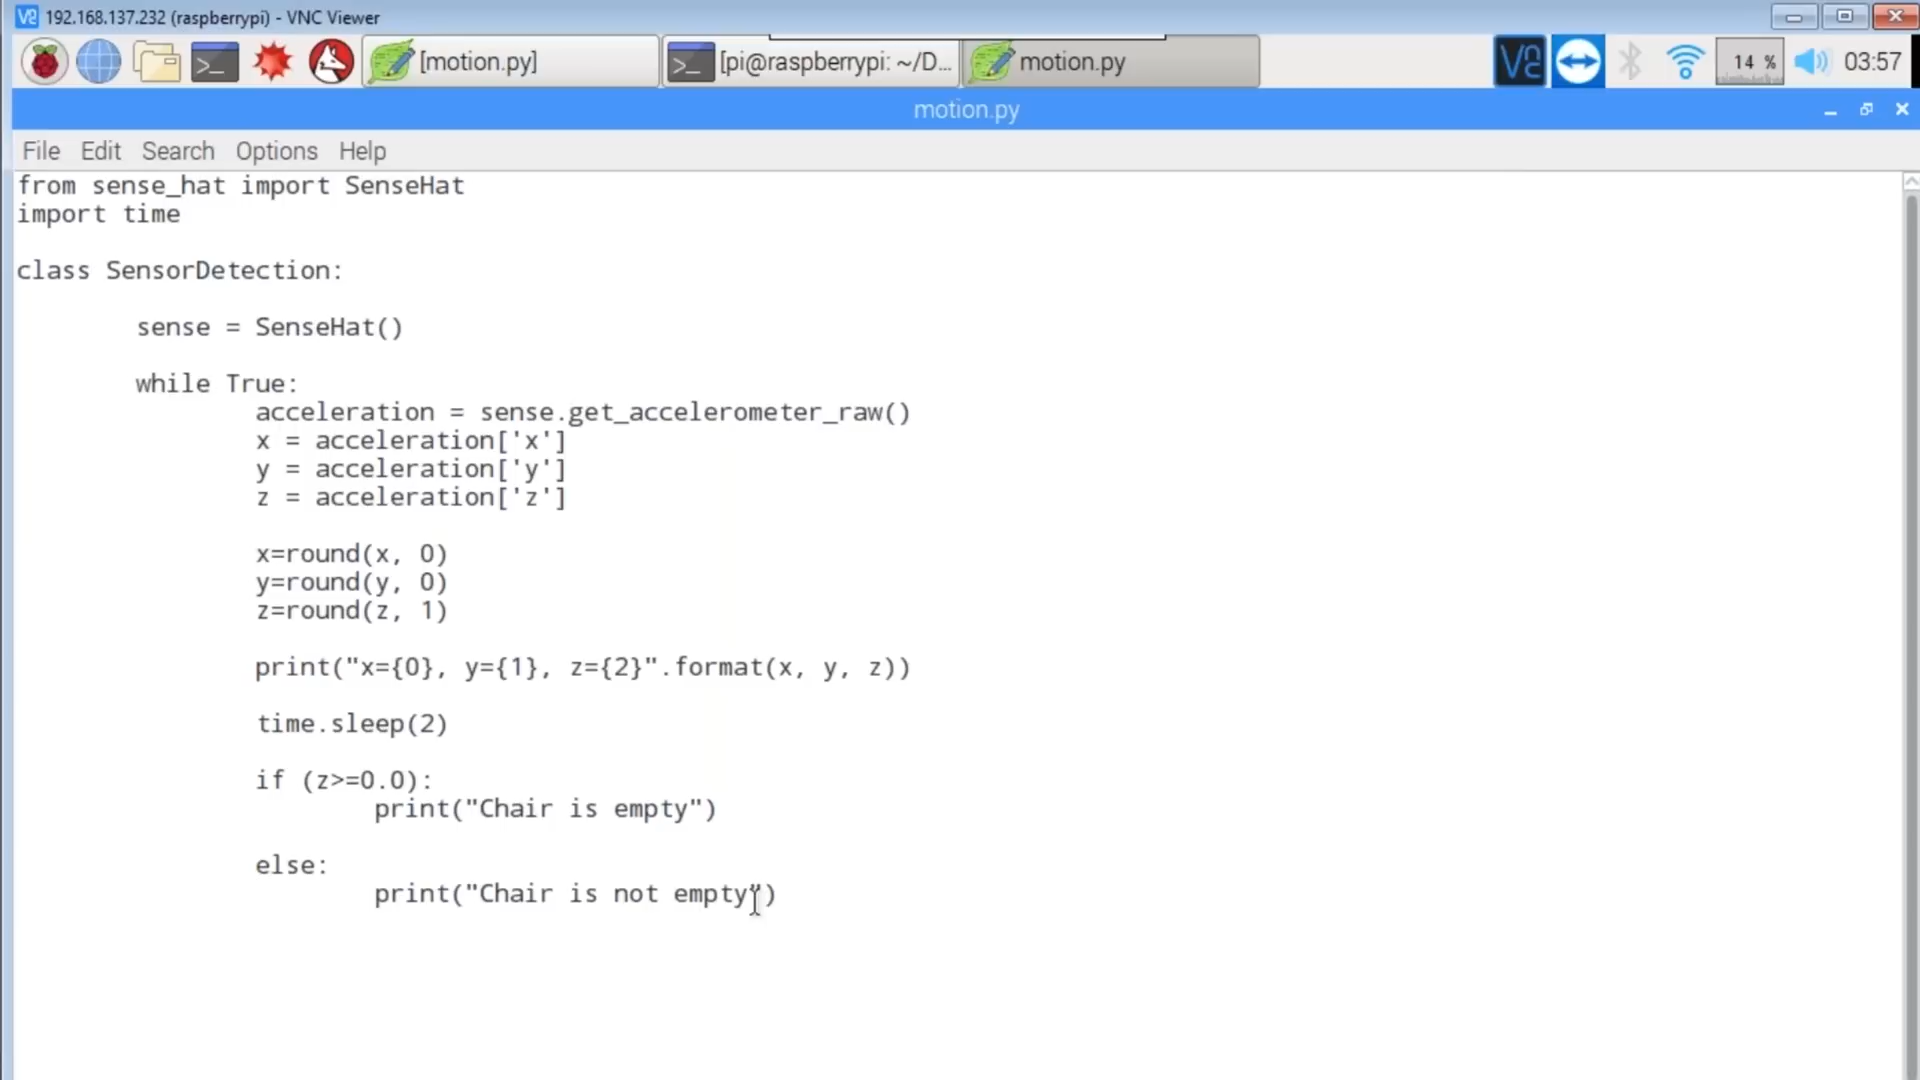 192.168.137.232 (raspberrypi) - VNC Viewer
[motion.py]
[pi@raspberrypi: ~/D...
motion.py
14 %
03:57
motion.py
File Edit Search Options Help
from sense_hat import SenseHat
import time
class SensorDetection:
sense = SenseHat()
while True:
acceleration = sense.get_accelerometer_raw()
x = acceleration['x']
y = acceleration['y']
z = acceleration['z']
x=round(x, 0)
y=round(y, 0)
z=round(z, 1)
print("x={0}, y={1}, z={2}".format(x, y, z))
time.sleep(2)
if (z>=0.0):
print("Chair is empty")
else:
print("Chair is not empty")